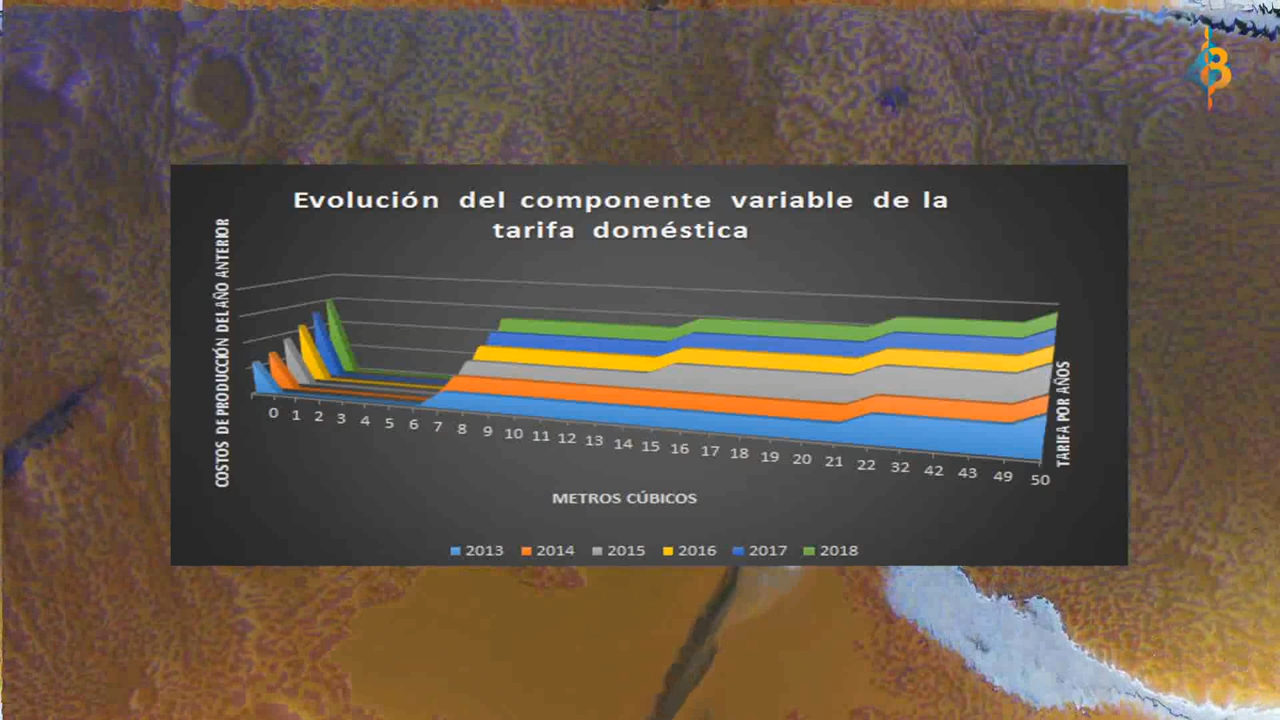 Evolución del componente variable de la
tarifa doméstica
COSTOS DE PRODUCCIÓN DEL AÑO ANTERIOR
0 1 2 3 4 5 6 7 8 9 10 11 12 13 14 15 16 17 18 19 20 21 22 32 42 43 49 50
TARIFA POR AÑOS
METROS CÚBICOS
2013 2014 2015 2016 2017 2018